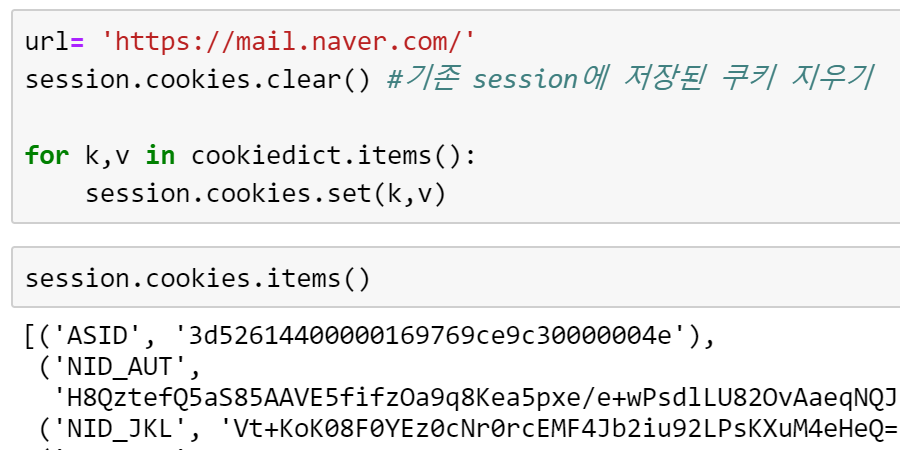 url= 'https://mail.naver.com/'
session.cookies.clear() #기존 session에 저장된 쿠키 지우기
for k,v in cookiedict.items():
session.cookies.set(k,v)
session.cookies.items()
[('ASID', '3d52614400000169769ce9c30000004e'),
('NID_AUT',
'H8QztefQ5aS85AAVE5fifzOa9q8Kea5pxe/e+wPsdlLU82OvAaeqNQJ
('NID_JKL', 'Vt+KoK08F0YEz0cNr0rcEMF4Jb2iu92LPsKXuM4eHeQ=